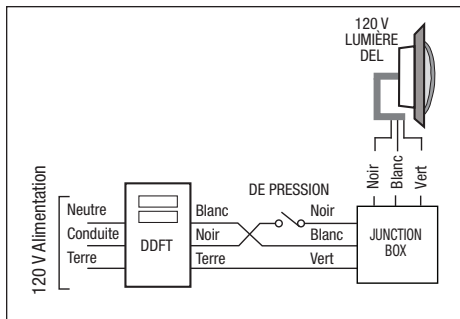 120 V
LUMIÈRE
DEL
Noir
Blanc
Vert
DE PRESSION
120 V Alimentation
Neutre
Conduite
Terre
DDFT
Blanc
Noir
Terre
Noir
Blanc
Vert
JUNCTION
BOX